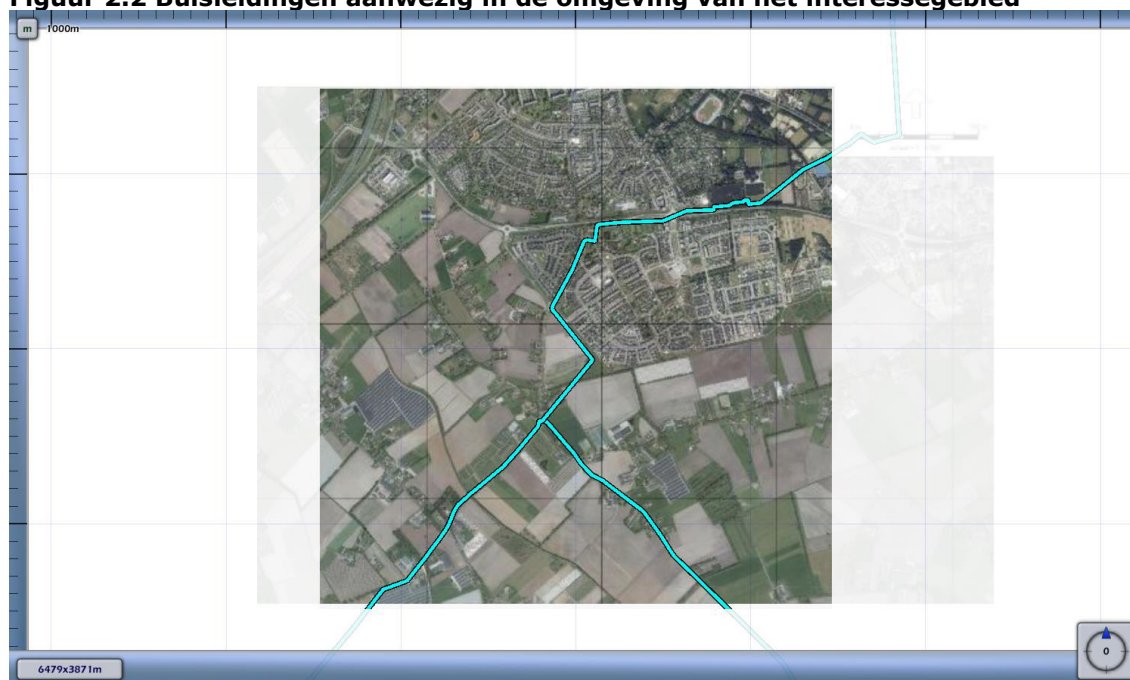 Figuur 2.2 Buisleidingen aanwezig in de omgeving van het interessegebied
m 1000m
6479x3871m
0